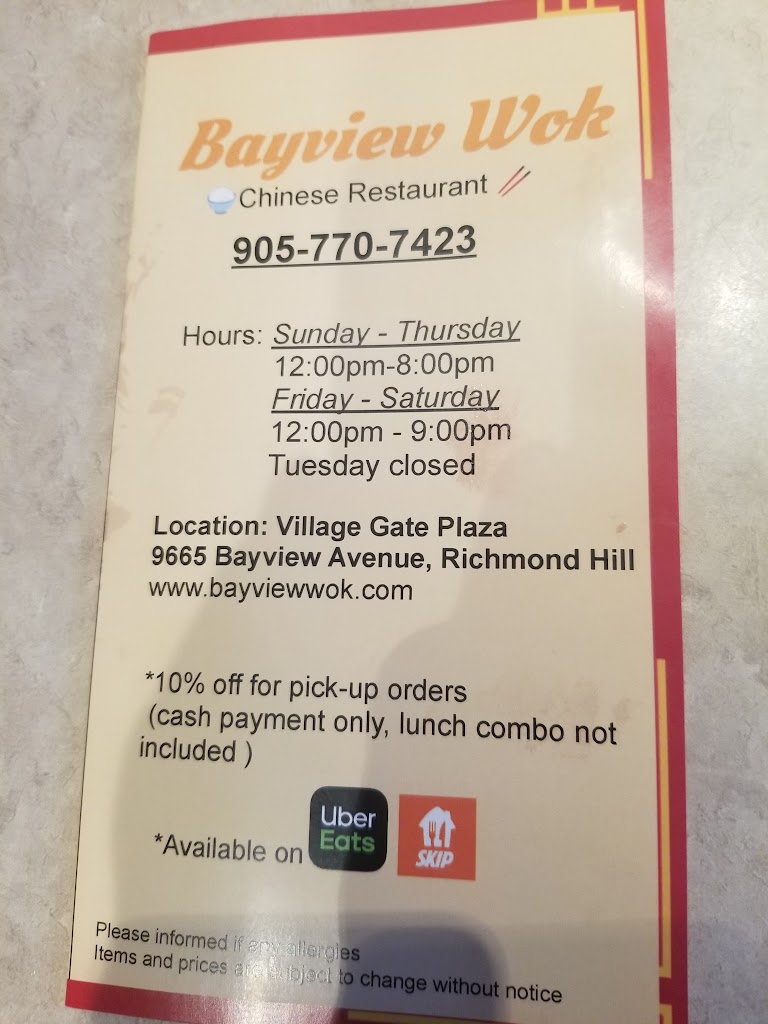 Bayview Wok
Chinese Restaurant
905-770-7423
Hours: Sunday - Thursday
12:00pm-8:00pm
Friday - Saturday
12:00pm - 9:00pm
Tuesday closed
Location: Village Gate Plaza
9665 Bayview Avenue, Richmond Hill
www.bayviewwok.com
*10% off for pick-up orders
(cash payment only, lunch combo not
included )
*Available on
Uber
Eats
SKIP
Please informed if any allergies
Items and prices are subject to change without notice